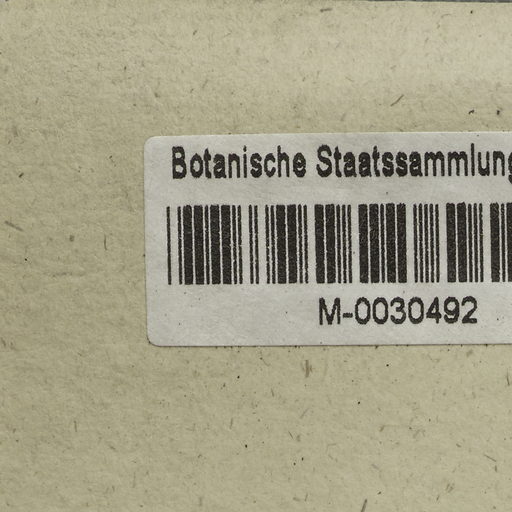 Botanische Staatssammlung
M-0030492